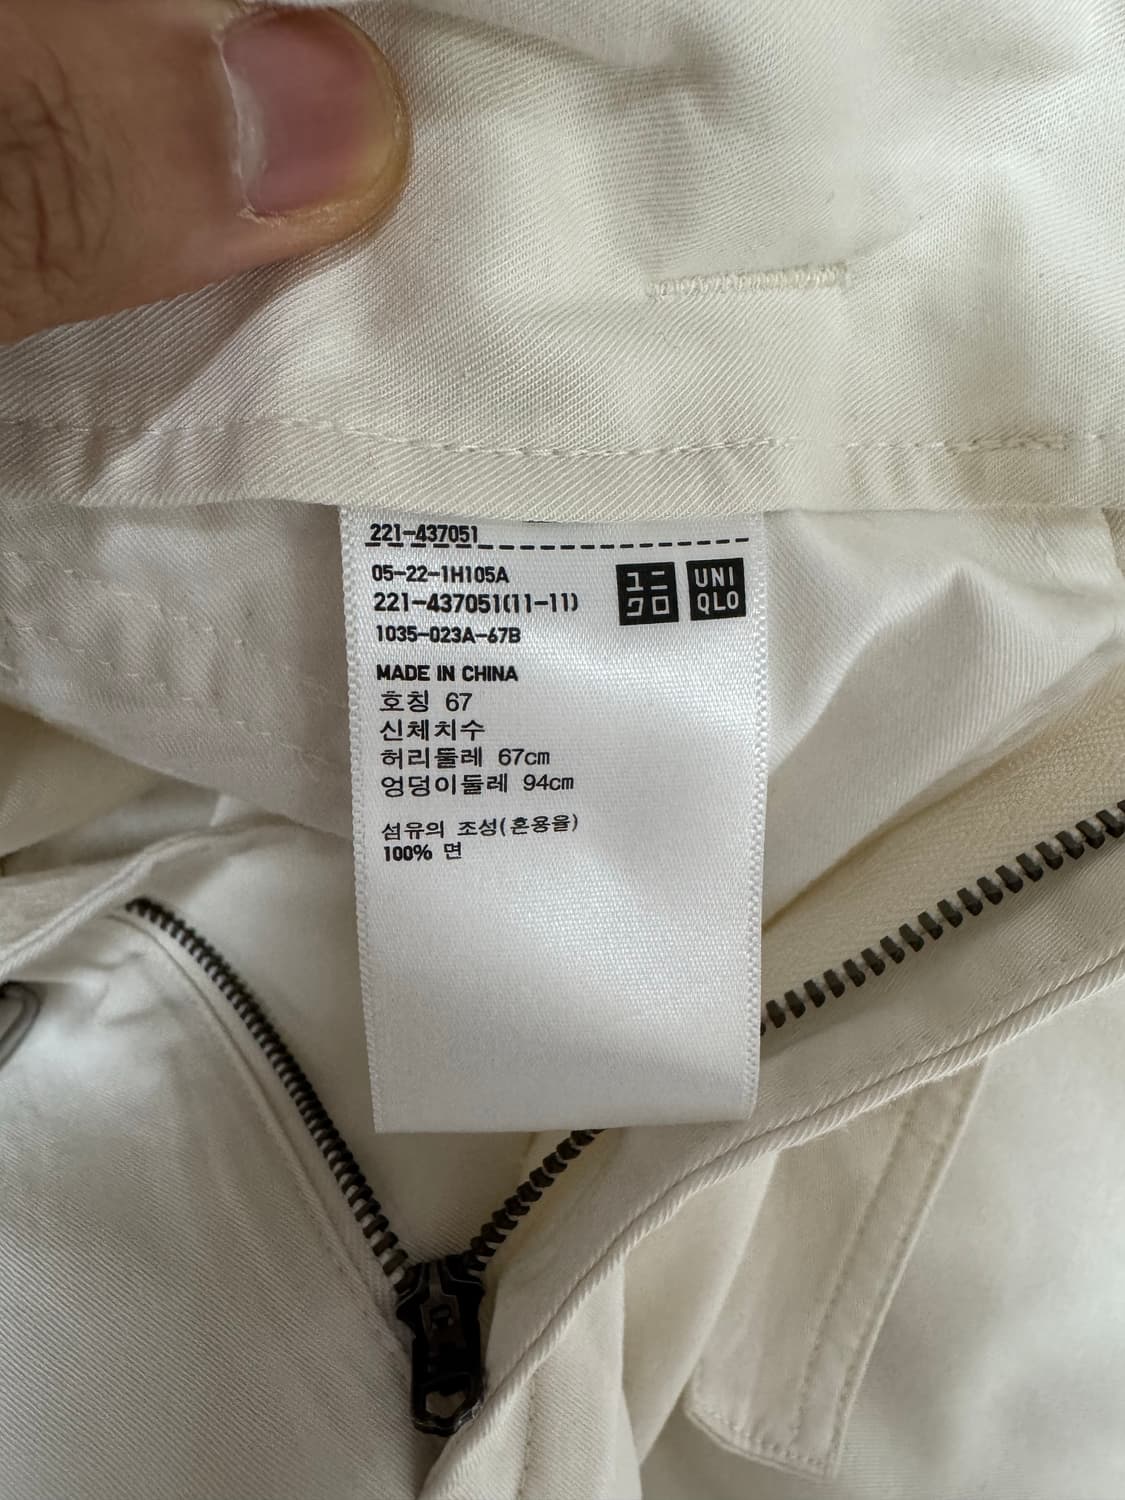 221-437051
05-22-1H105A
221-437051(11-11)
1035-023A-67B
ユニ
クロ
UNI
QLO
MADE IN CHINA
호칭 67
신체치수
허리둘레 67cm
엉덩이둘레 94cm
섬유의 조성(혼용율)
100% 면